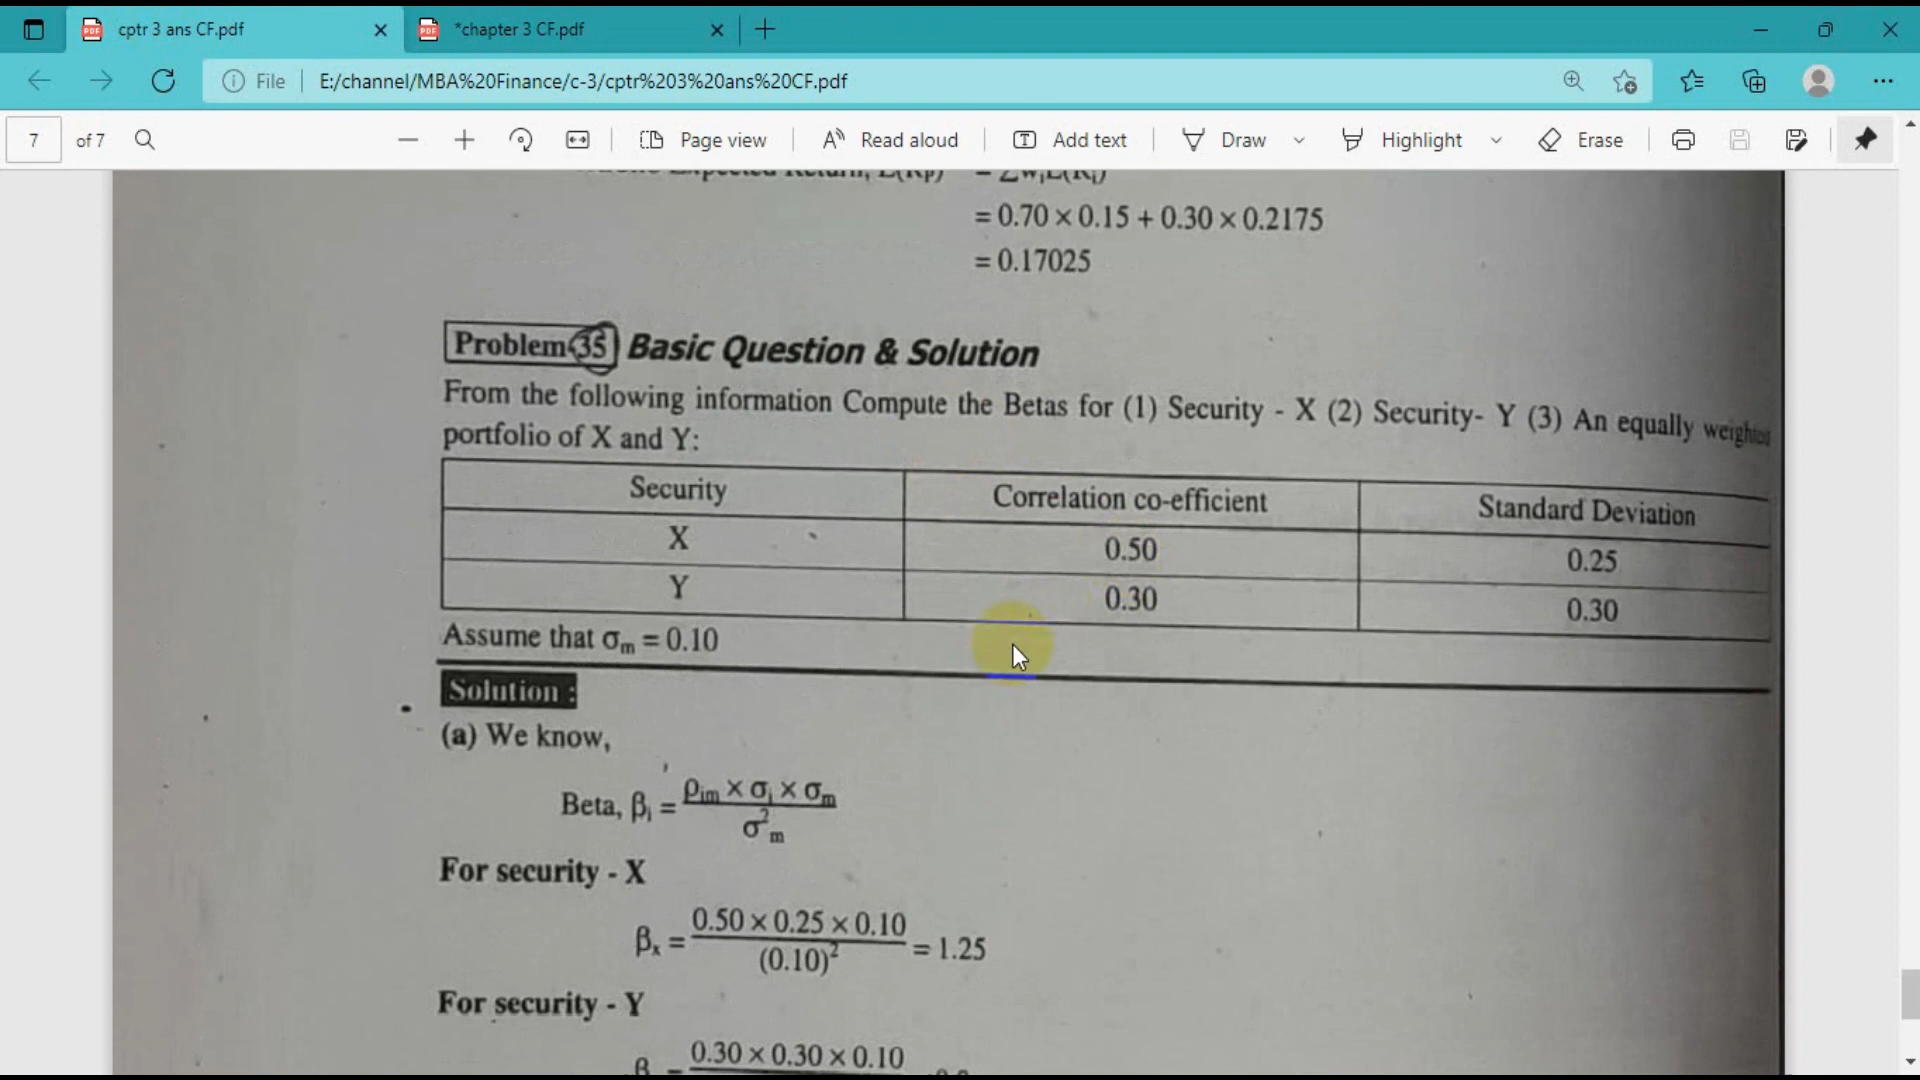 cptr 3 ans CF.pdf
*chapter 3 CF.pdf
File
E:/channel/MBA%20Finance/c-3/cptr%203%20ans%20CF.pdf
7 of 7
Page view
Read aloud
Add text
Draw
Highlight
Erase
Expected Return, E(Rp) = ΣwᵢE(Rᵢ)
= 0.70 × 0.15 + 0.30 × 0.2175
= 0.17025
Problem-35 Basic Question & Solution
From the following information Compute the Betas for (1) Security - X (2) Security- Y (3) An equally weighted
portfolio of X and Y:
Security Correlation co-efficient Standard Deviation
X 0.50 0.25
Y 0.30 0.30
Assume that σm = 0.10
Solution :
(a) We know,
Beta, βi = ρim × σi × σm
σ²m
For security - X
βx = 0.50 × 0.25 × 0.10 = 1.25
(0.10)²
For security - Y
β = 0.30 × 0.30 × 0.10